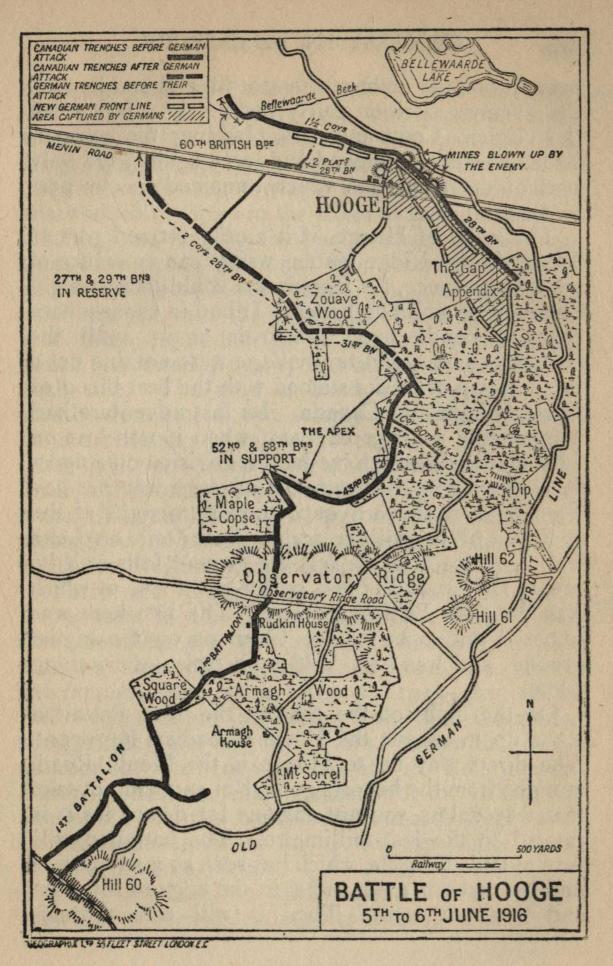 CANADIAN TRENCHES BEFORE GERMAN
ATTACK
CANADIAN TRENCHES AFTER GERMAN
ATTACK
GERMAN TRENCHES BEFORE THEIR
ATTACK
NEW GERMAN FRONT LINE
AREA CAPTURED BY GERMANS
BELLEWAARDE
LAKE
Bellewaarde Beek
1½ Coys
60TH BRITISH BDE
MENIN ROAD
2 PLATS
28TH BN
MINES BLOWN UP BY
THE ENEMY
HOOGE
28TH BN
2 Coys 28TH BN
The Gap
Appendix
27TH & 29TH BNS
IN RESERVE
Zouave
Wood
31ST BN
THE APEX
52ND & 58TH BNS
IN SUPPORT
43RD BN
Sanctuary Wood
Maple
Copse
Dip
Observatory Ridge
Observatory Ridge Road
Hill 62
Hill 61
Rudkin House
2ND BATTALION
Square
Wood
Armagh Wood
Armagh
House
Mt Sorrel
1ST BATTALION
Hill 60
OLD GERMAN FRONT LINE
N
0 500 YARDS
Railway
BATTLE OF HOOGE
5TH TO 6TH JUNE 1916
GEOGRAPHIA LTD 55 FLEET STREET LONDON E.C